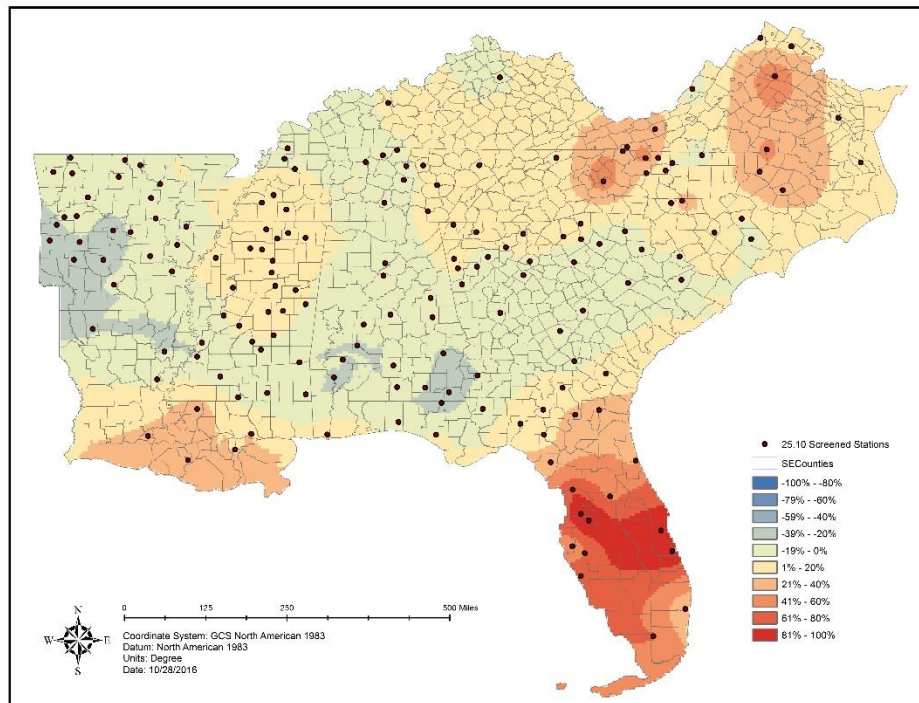 25.10 Screened Stations
SECounties
-100% - -80%
-79% - -60%
-59% - -40%
-39% - -20%
-19% - 0%
1% - 20%
21% - 40%
41% - 60%
61% - 80%
81% - 100%
0 125 250 500 Miles
N
W E
S
Coordinate System: GCS North American 1983
Datum: North American 1983
Units: Degree
Date: 10/28/2016